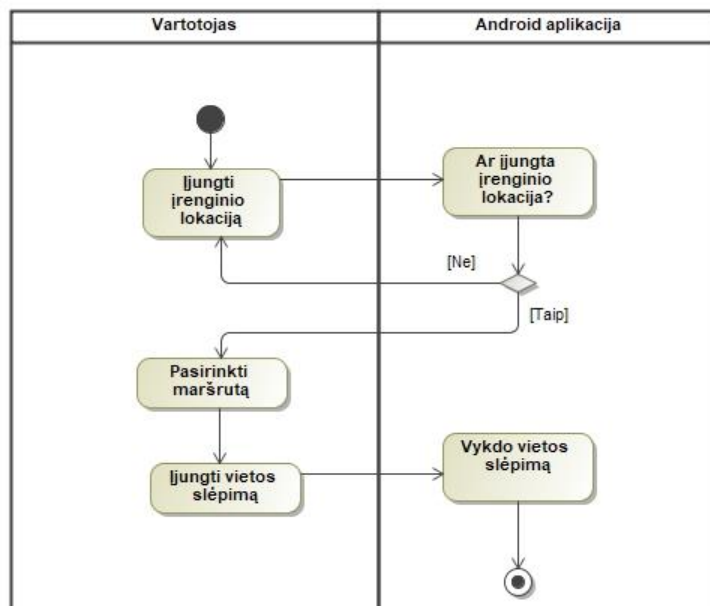 Vartotojas
Android aplikacija
Įjungti
įrenginio
lokaciją
Ar įjungta
įrenginio
lokacija?
[Ne]
[Taip]
Pasirinkti
maršrutą
Įjungti vietos
slėpimą
Vykdo vietos
slėpimą